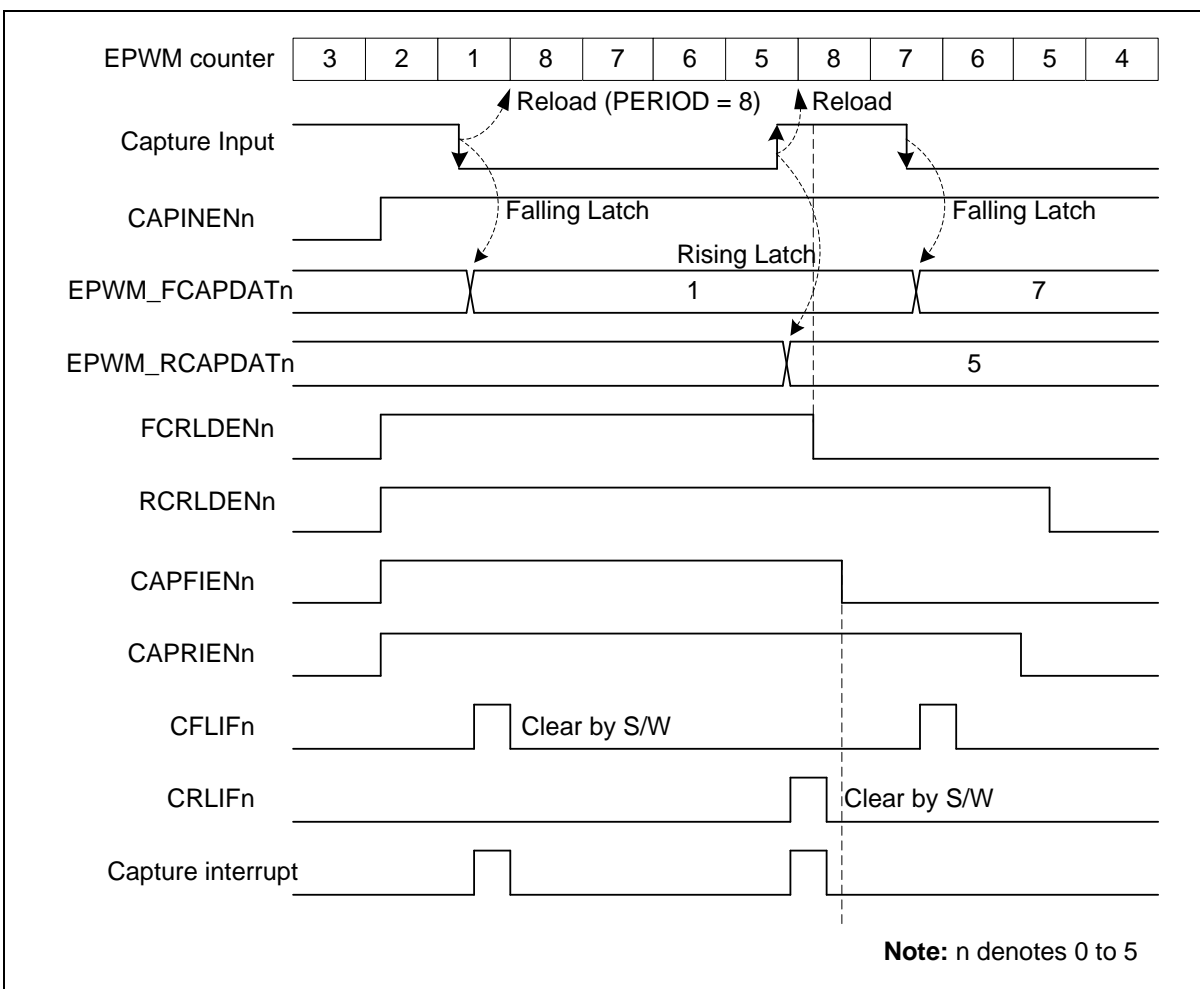 EPWM counter 3 2 1 8 7 6 5 8 7 6 5 4
Reload (PERIOD = 8) Reload
Capture Input
CAPINENn
Falling Latch Falling Latch
Rising Latch
EPWM_FCAPDATn 1 7
EPWM_RCAPDATn 5
FCRLDENn
RCRLDENn
CAPFIENn
CAPRIENn
CFLIFn Clear by S/W
CRLIFn Clear by S/W
Capture interrupt
Note: n denotes 0 to 5